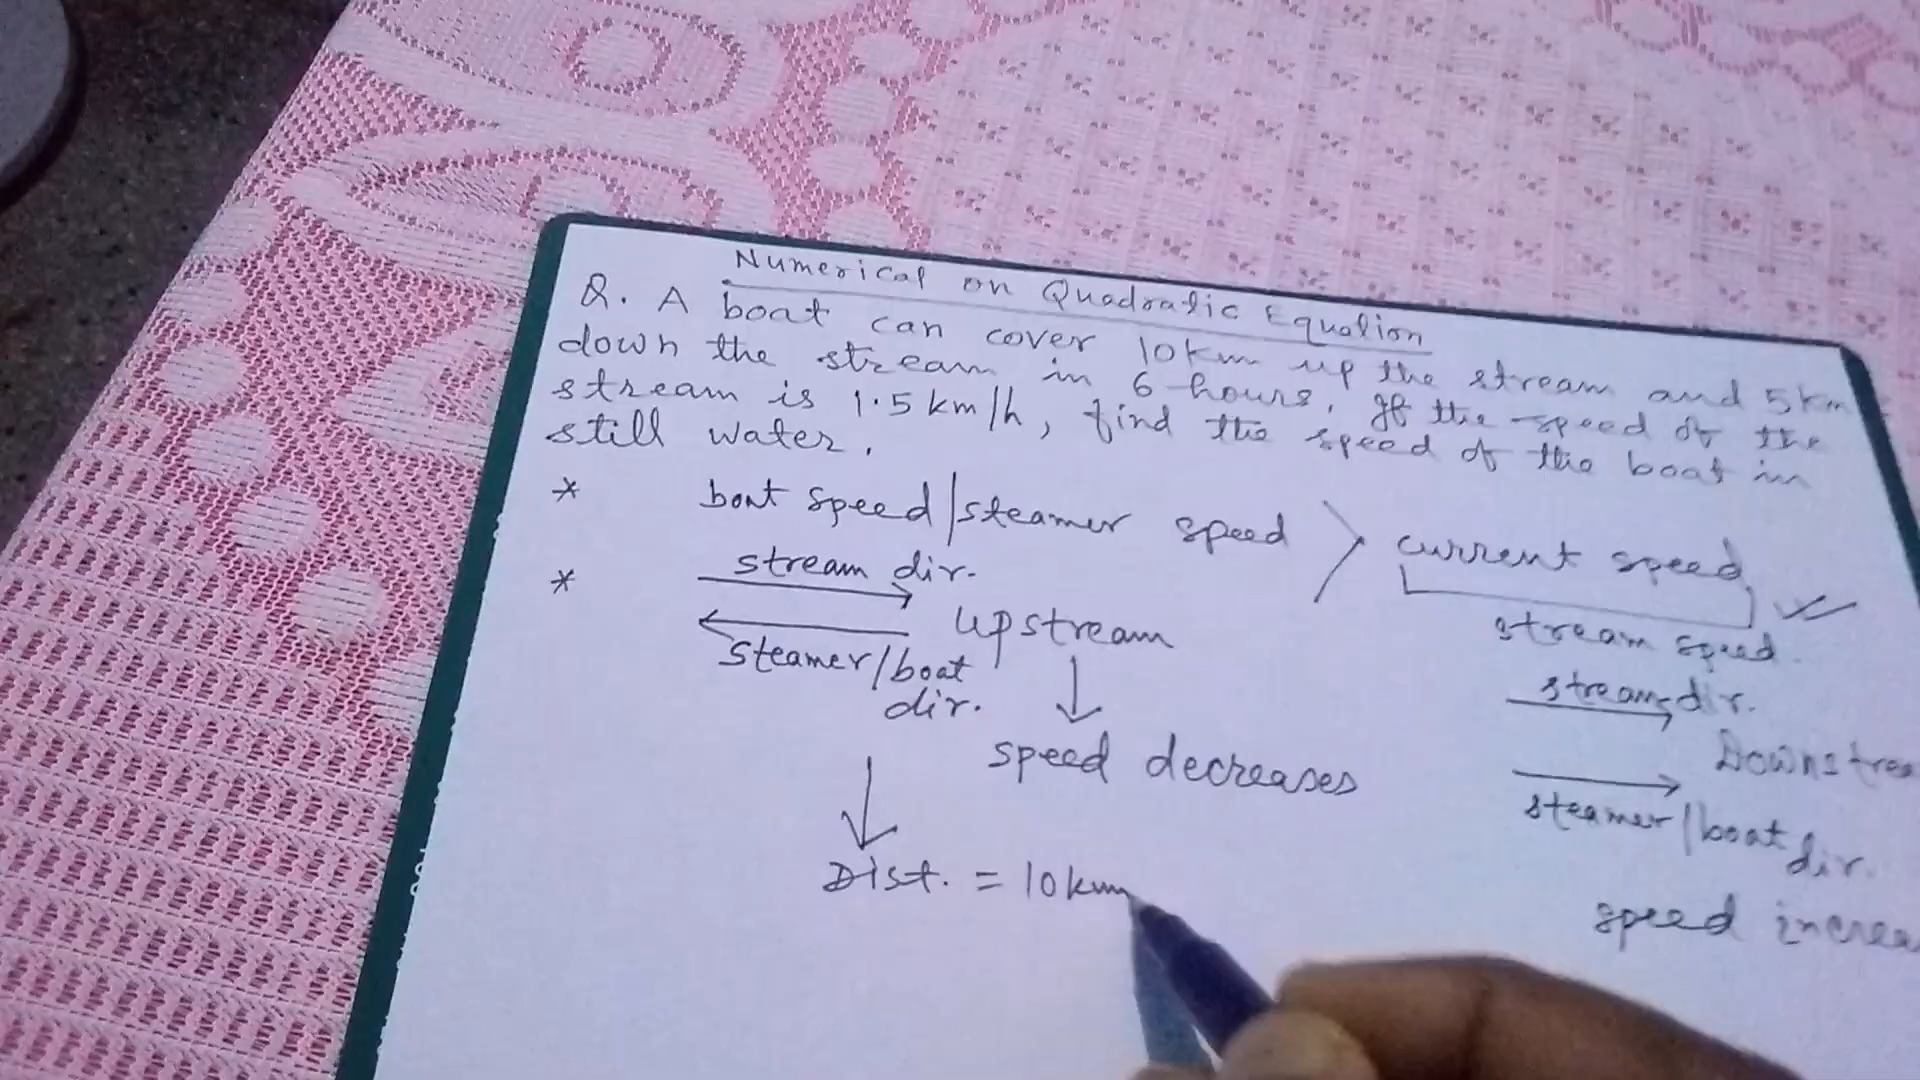 Numerical on Quadratic Equation
Q. A boat can cover 10km up the stream and 5km
down the stream in 6 hours. If the speed of the
stream is 1.5 km/h, find the speed of the boat in
still water.
* boat speed/steamer speed > current speed
stream speed.
* stream dir.
upstream
steamer/boat
dir.
speed decreases
Dist. = 10km
stream dir.
Downstrea
steamer/boat
dir.
speed increa